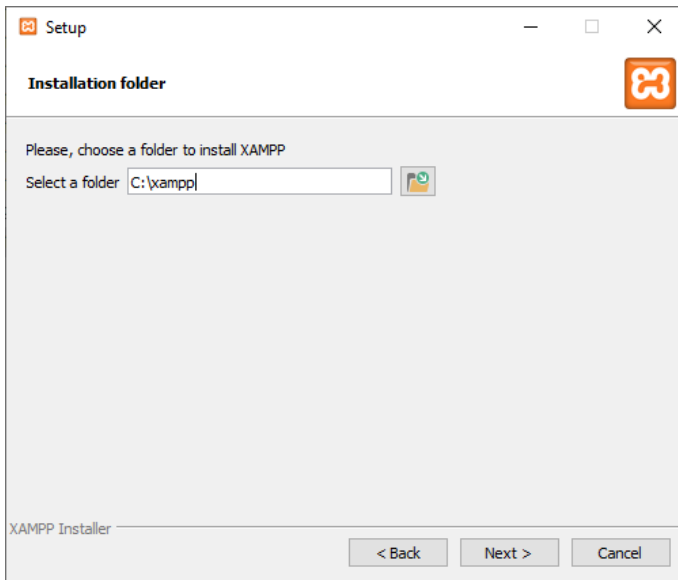 Setup
Installation folder
Please, choose a folder to install XAMPP
Select a folder C:\xampp
XAMPP Installer
< Back Next > Cancel